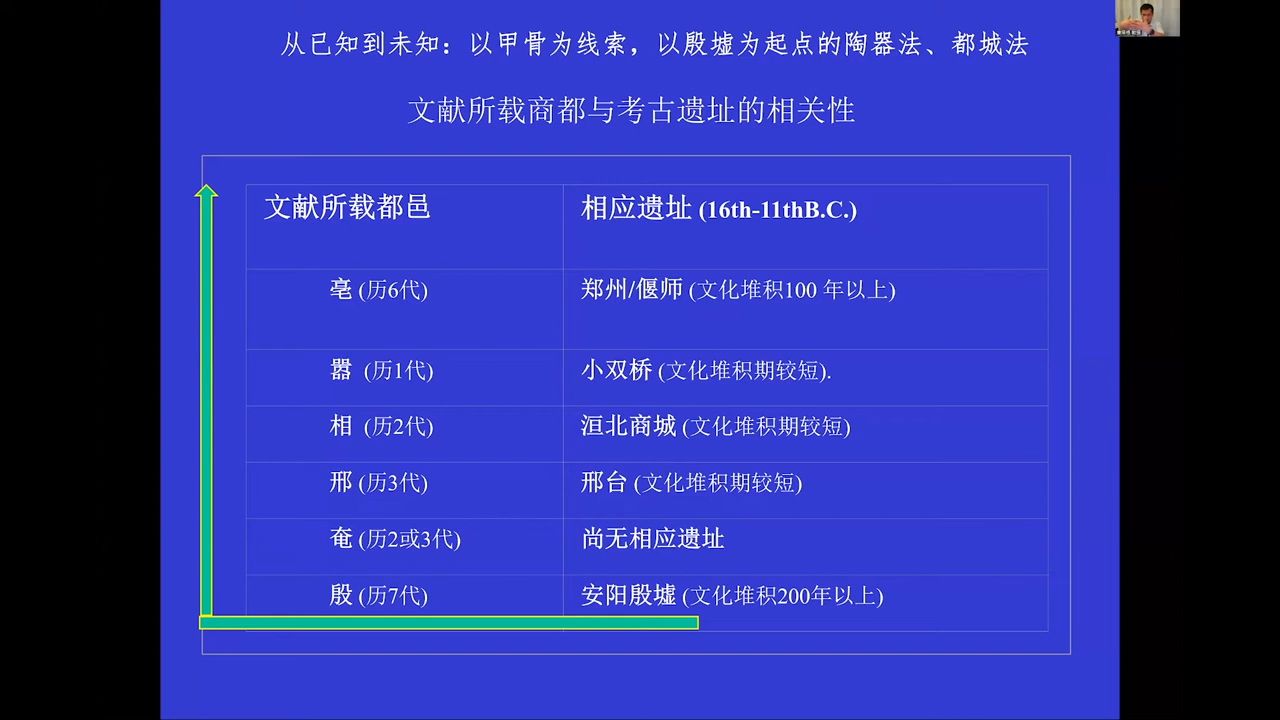 从已知到未知：以甲骨为线索，以殷墟为起点的陶器法、都城法
文献所载商都与考古遗址的相关性
文献所载都邑 相应遗址 (16th-11thB.C.)
亳 (历6代) 郑州/偃师 (文化堆积100 年以上)
嚣 (历1代) 小双桥 (文化堆积期较短).
相 (历2代) 洹北商城 (文化堆积期较短)
邢 (历3代) 邢台 (文化堆积期较短)
奄 (历2或3代) 尚无相应遗址
殷 (历7代) 安阳殷墟 (文化堆积200年以上)